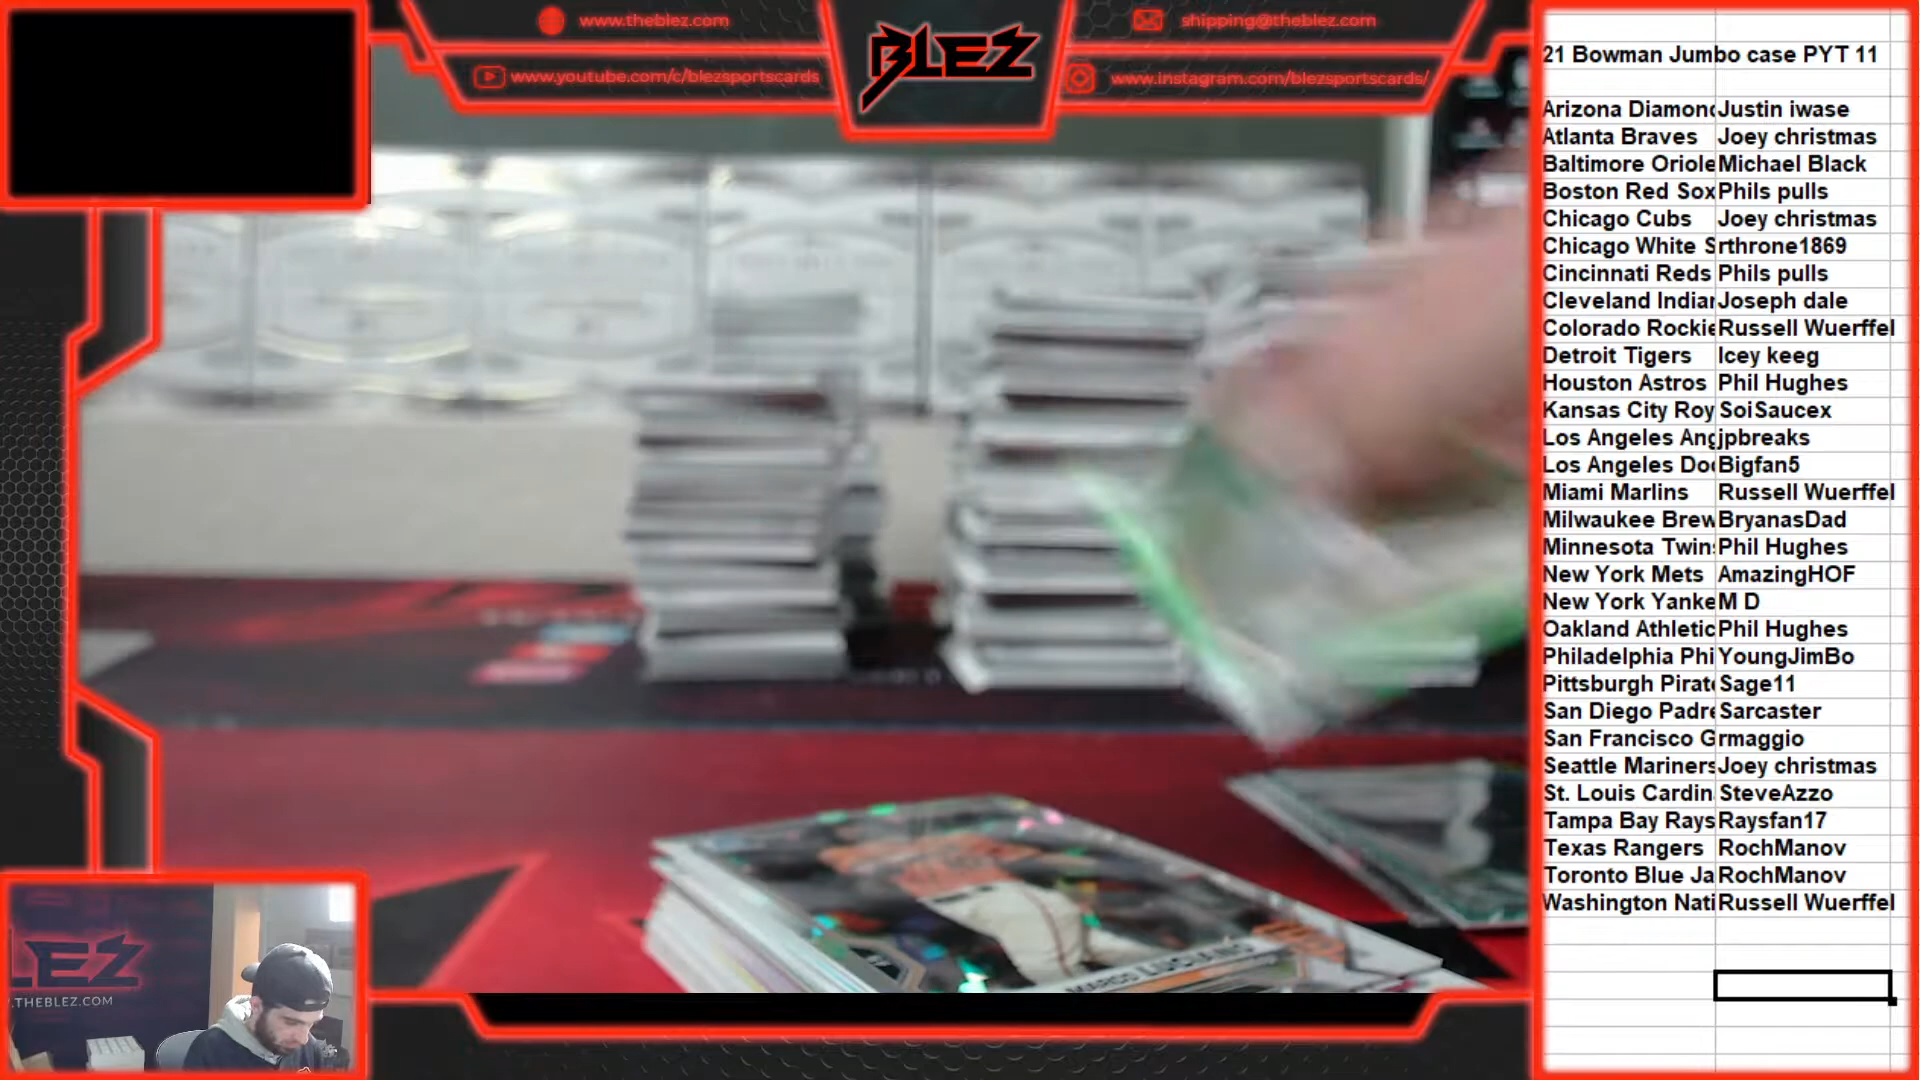 www.theblez.com
www.youtube.com/c/blezsportscards
BLEZ
shipping@theblez.com
www.instagram.com/blezsportscards/
21 Bowman Jumbo case PYT 11
Arizona Diamond Justin iwase
Atlanta Braves Joey christmas
Baltimore Oriole Michael Black
Boston Red Sox Phils pulls
Chicago Cubs Joey christmas
Chicago White S rthrone1869
Cincinnati Reds Phils pulls
Cleveland Indian Joseph dale
Colorado Rockie Russell Wuerffel
Detroit Tigers Icey keeg
Houston Astros Phil Hughes
Kansas City Roy SoiSaucex
Los Angeles Ang jpbreaks
Los Angeles Dod Bigfan5
Miami Marlins Russell Wuerffel
Milwaukee Brew BryanasDad
Minnesota Twins Phil Hughes
New York Mets AmazingHOF
New York Yanke M D
Oakland Athletic Phil Hughes
Philadelphia Phi YoungJimBo
Pittsburgh Pirate Sage11
San Diego Padre Sarcaster
San Francisco G rmaggio
Seattle Mariners Joey christmas
St. Louis Cardin SteveAzzo
Tampa Bay Rays Raysfan17
Texas Rangers RochManov
Toronto Blue Ja RochManov
Washington Nati Russell Wuerffel
MARCO LUCIANO
LEZ
.THEBLEZ.COM